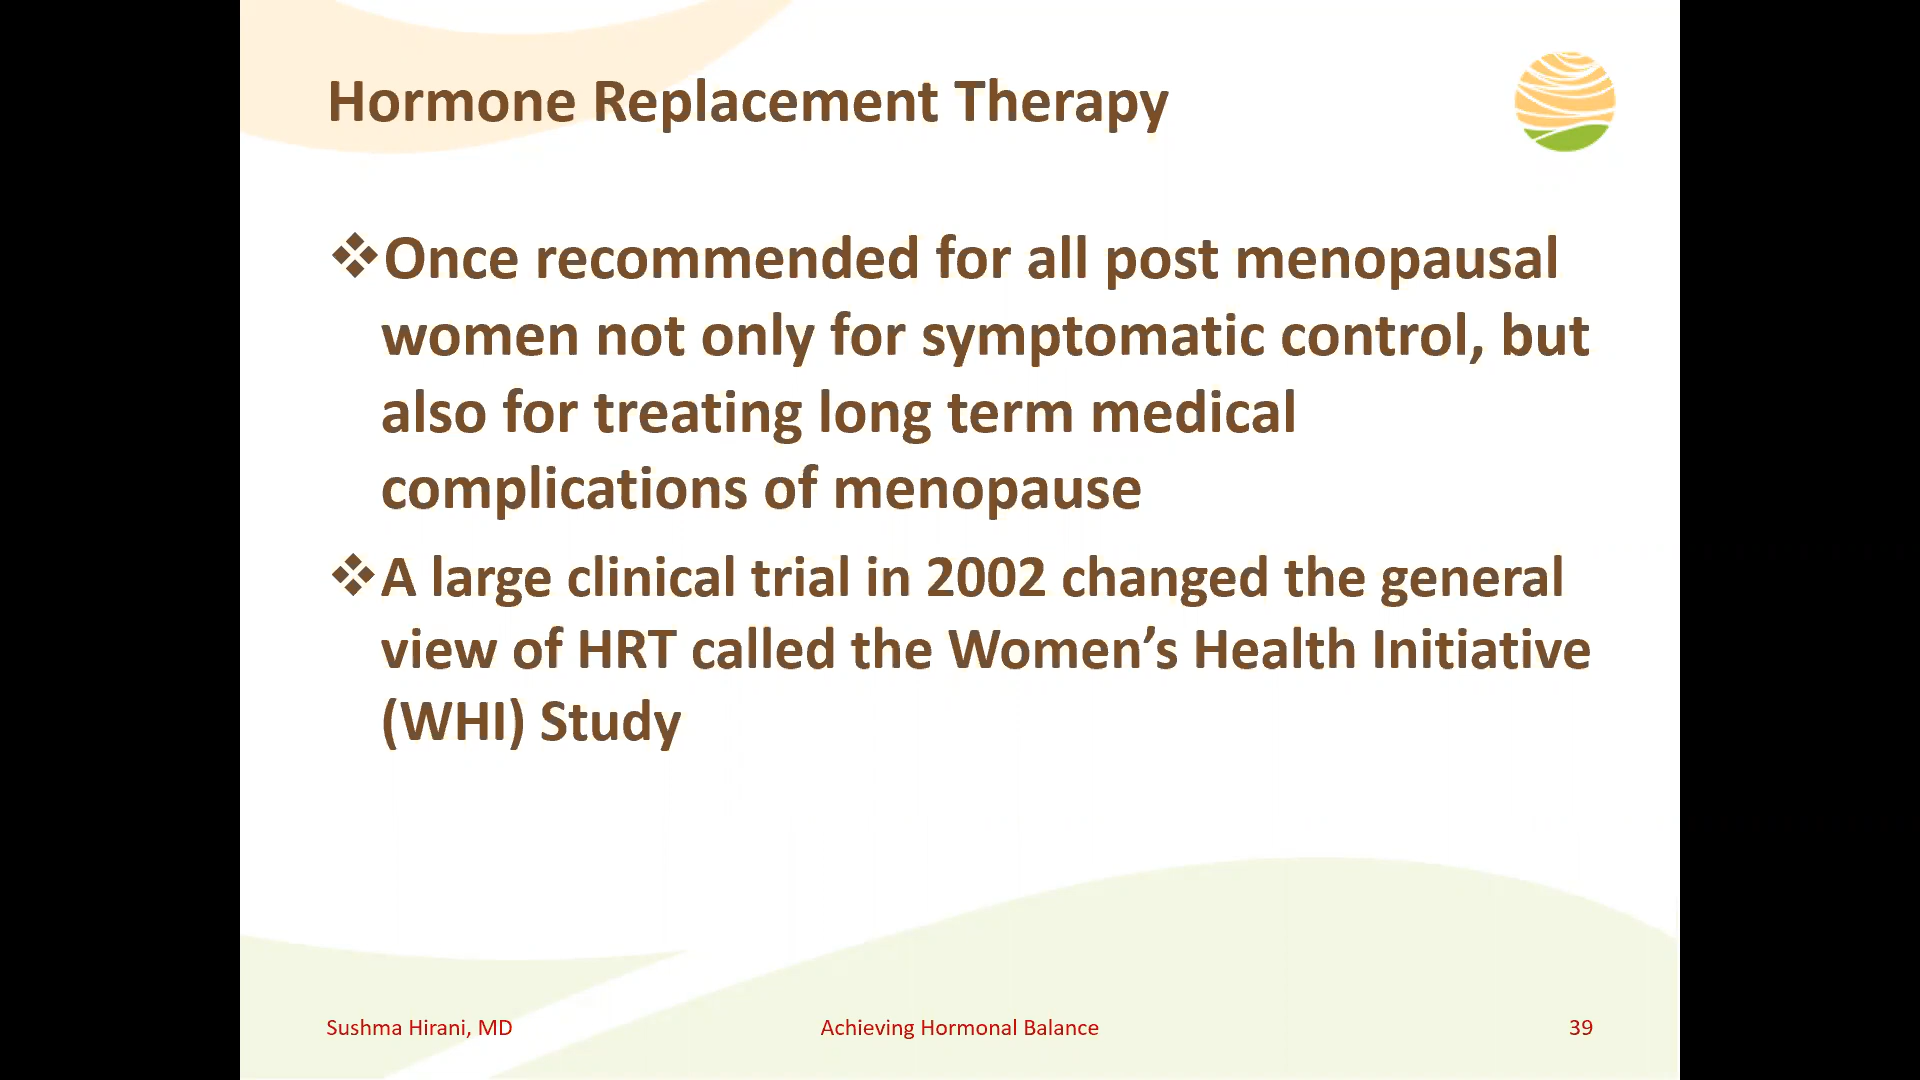 Hormone Replacement Therapy
❖Once recommended for all post menopausal
women not only for symptomatic control, but
also for treating long term medical
complications of menopause
❖A large clinical trial in 2002 changed the general
view of HRT called the Women’s Health Initiative
(WHI) Study
Sushma Hirani, MD
Achieving Hormonal Balance
39